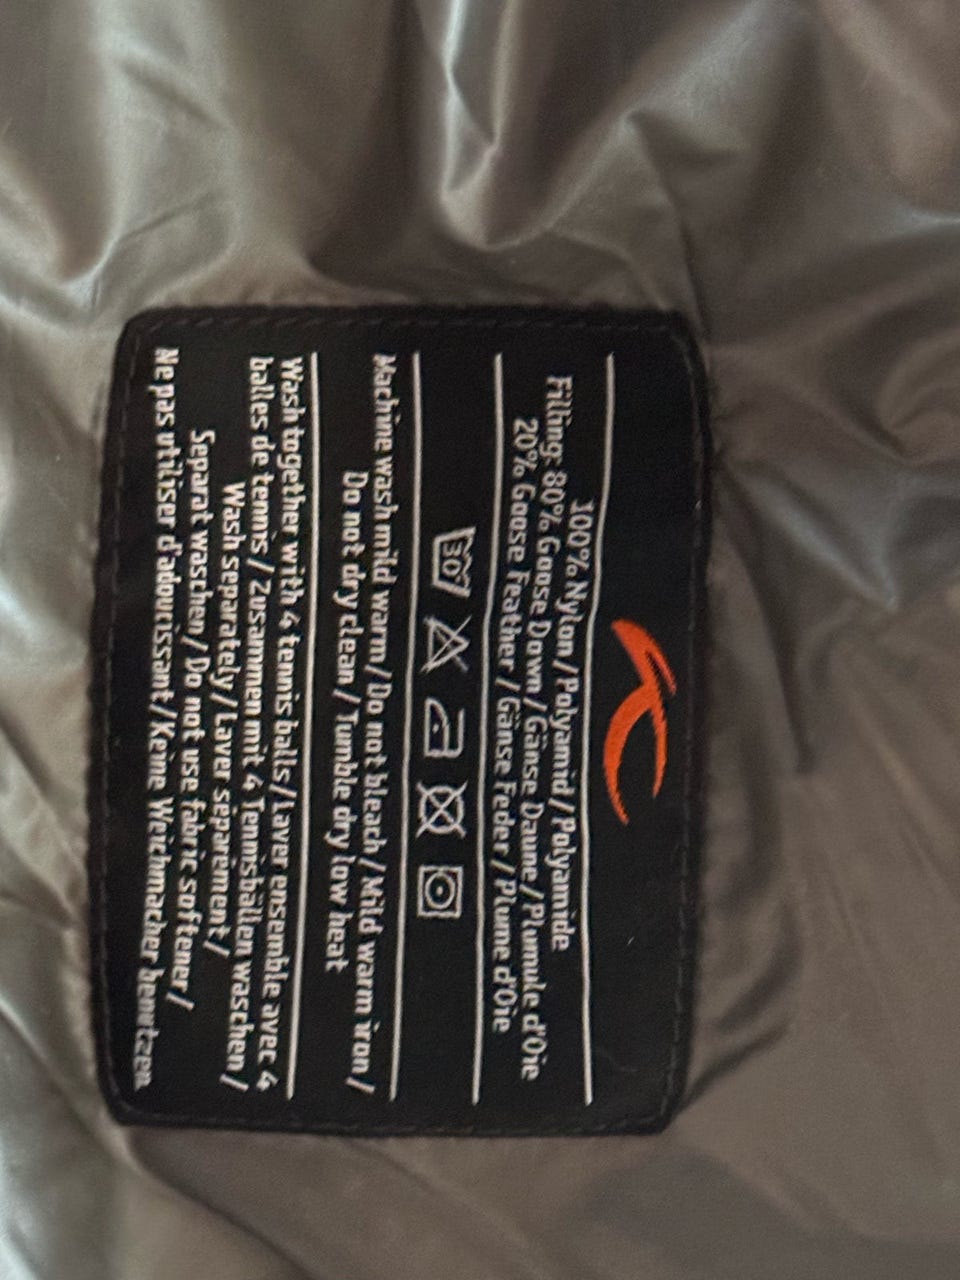 100% Nylon / Polyamid / Polyamide
Filling: 80% Goose Down / Gänse Daune / Plumule d'Oie
20% Goose Feather / Gänse Feder / Plume d'Oie
30°
Machine wash mild warm / Do not bleach / Mild warm iron /
Do not dry clean / Tumble dry low heat
Wash together with 4 tennis balls / Laver ensemble avec 4
balles de tennis / Zusammen mit 4 Tennisbällen waschen /
Wash separately / Laver séparément /
Separat waschen / Do not use fabric softener /
Ne pas utiliser d'adoucissant / Keine Weichmacher benutzen